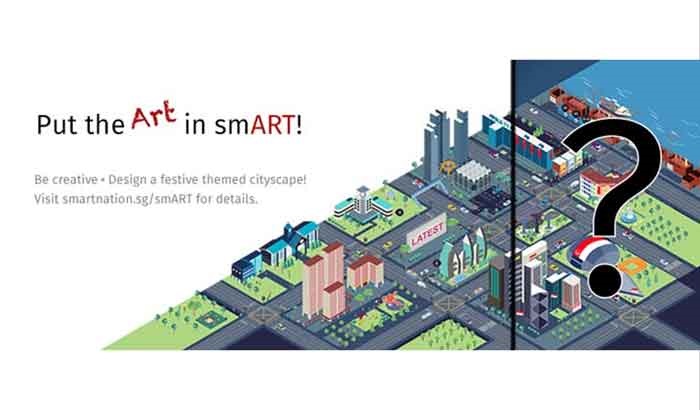 Put the Art in smART!
Be creative • Design a festive themed cityscape!
Visit smartnation.sg/smART for details.
LATEST
?